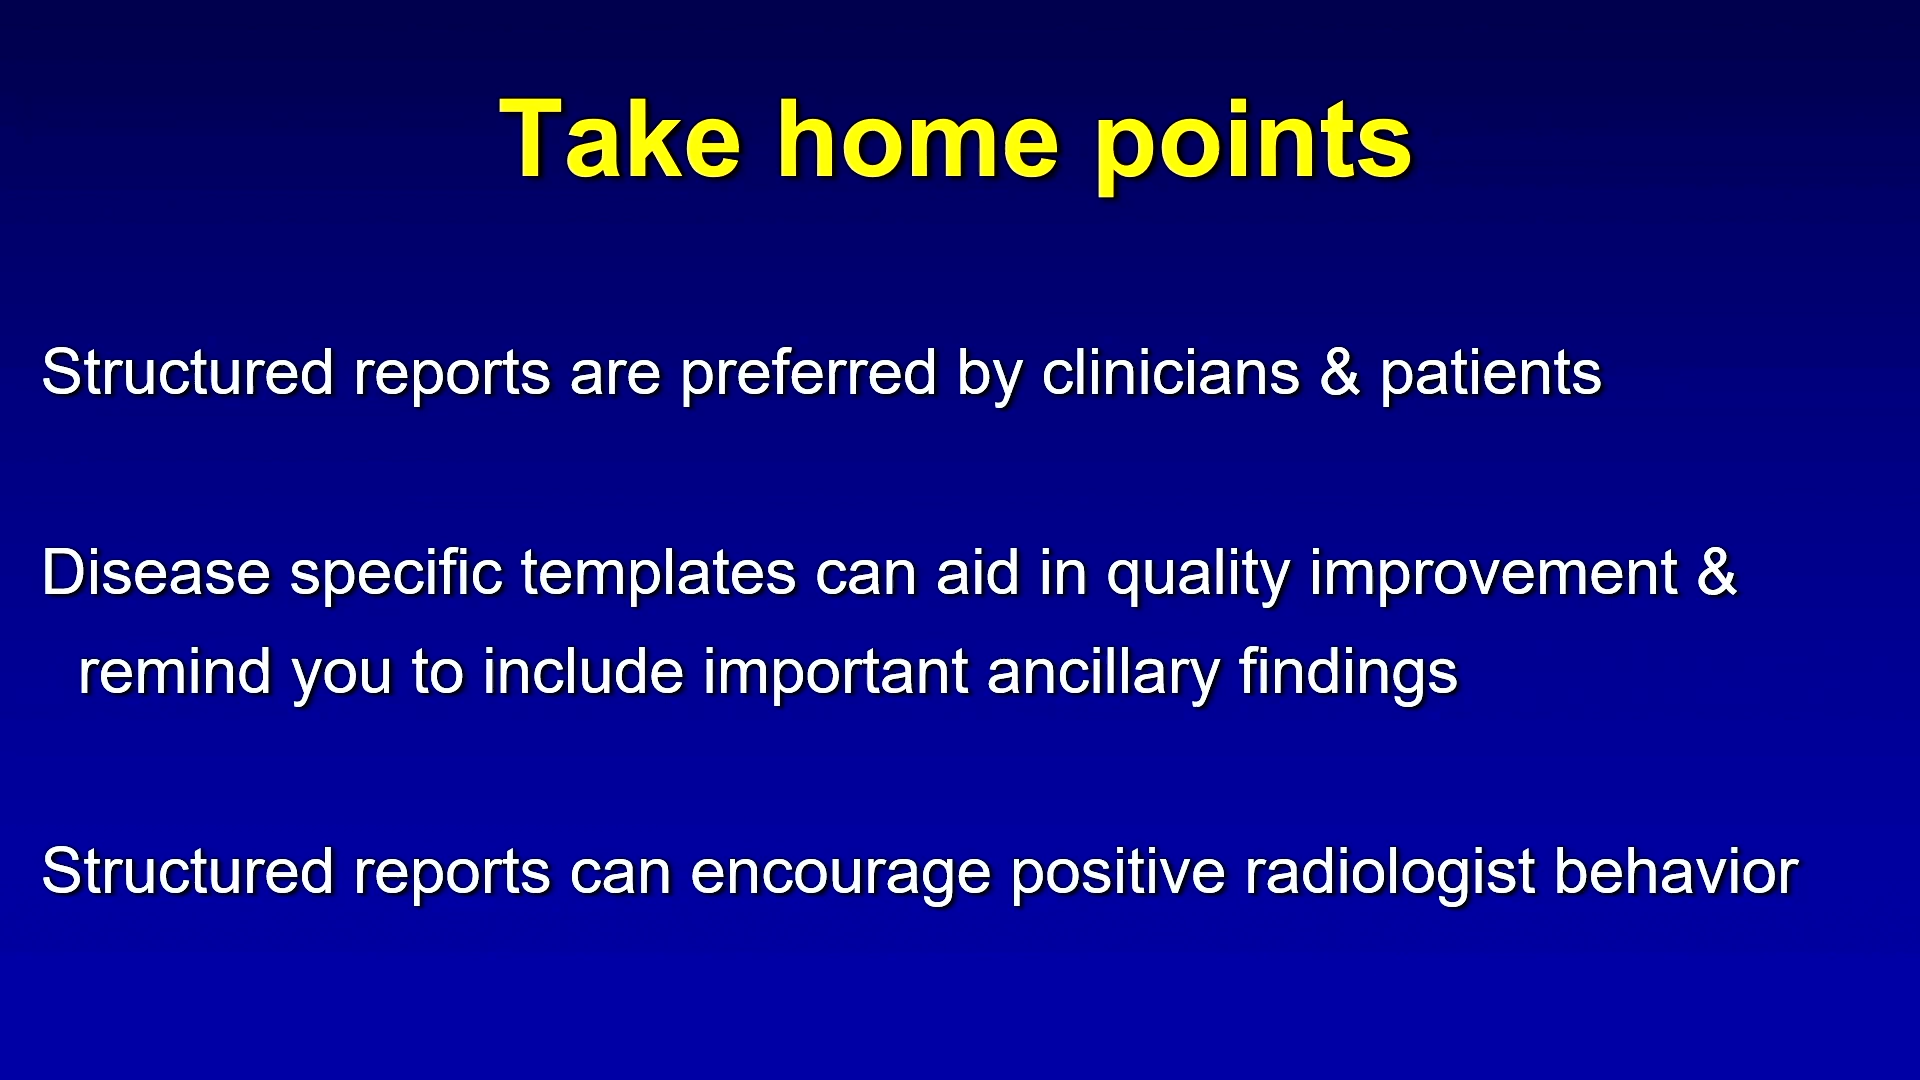 Take home points
Structured reports are preferred by clinicians & patients
Disease specific templates can aid in quality improvement &
remind you to include important ancillary findings
Structured reports can encourage positive radiologist behavior